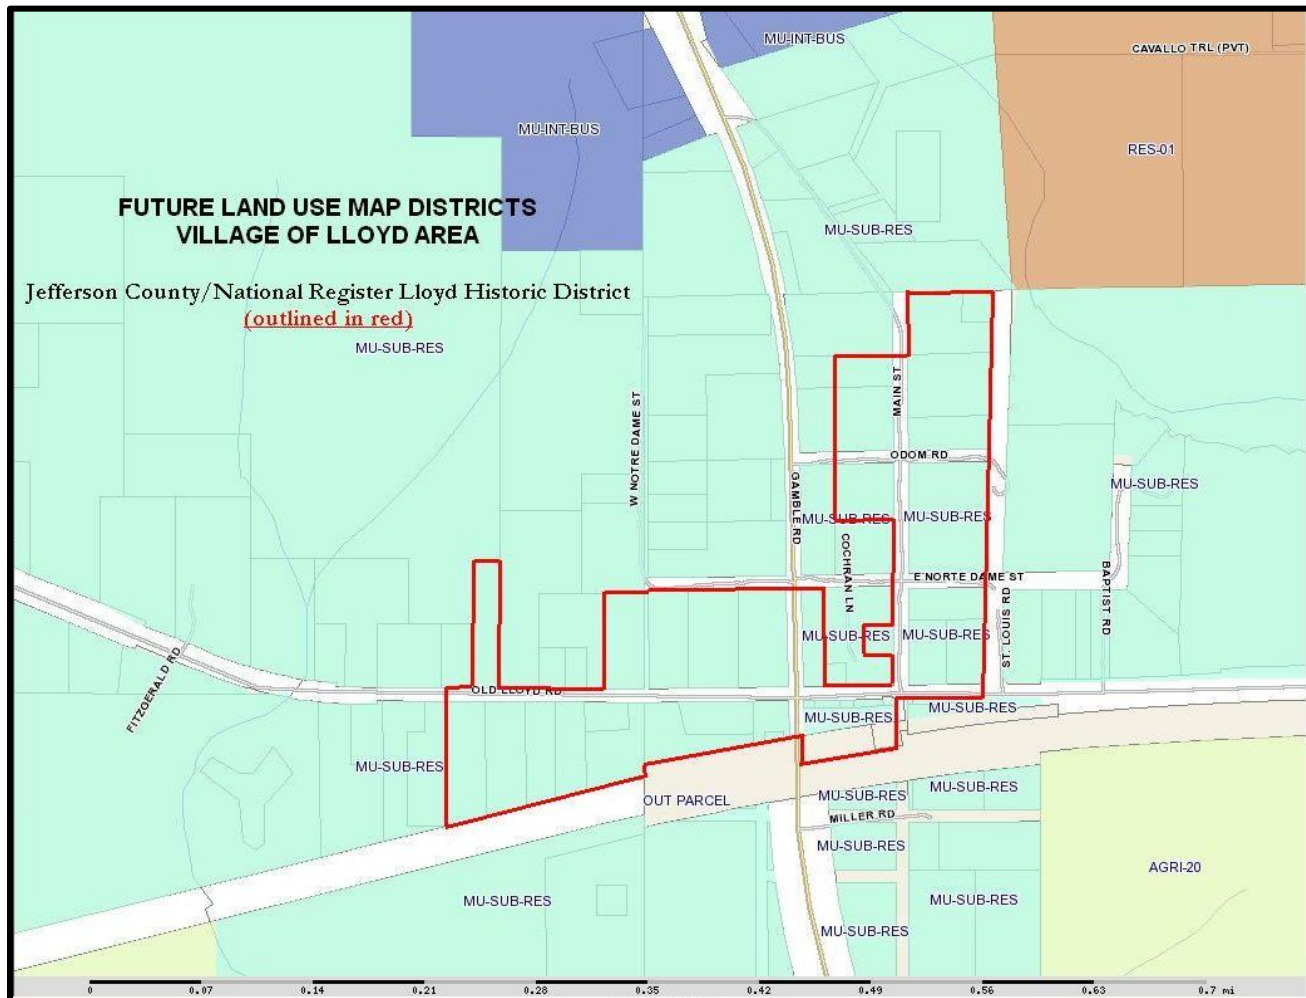 MU-INT-BUS
CAVALLO TRL (PVT)
MU-INT-BUS
RES-01
FUTURE LAND USE MAP DISTRICTS
VILLAGE OF LLOYD AREA
MU-SUB-RES
Jefferson County/National Register Lloyd Historic District
(outlined in red)
MU-SUB-RES
MAIN ST
W NOTRE DAME ST
ODOM RD
GAMBLE RD
MU-SUB-RES
MU-SUB-RES
MU-SUB-RES
COCHRAN LN
E NORTE DAME ST
BAPTIST RD
ST. LOUIS RD
MU-SUB-RES
MU-SUB-RES
FITZGERALD RD
OLD LLOYD RD
MU-SUB-RES
MU-SUB-RES
MU-SUB-RES
OUT PARCEL
MU-SUB-RES
MU-SUB-RES
MILLER RD
MU-SUB-RES
AGRI-20
MU-SUB-RES
MU-SUB-RES
MU-SUB-RES
0 0.07 0.14 0.21 0.28 0.35 0.42 0.49 0.56 0.63 0.7 mi